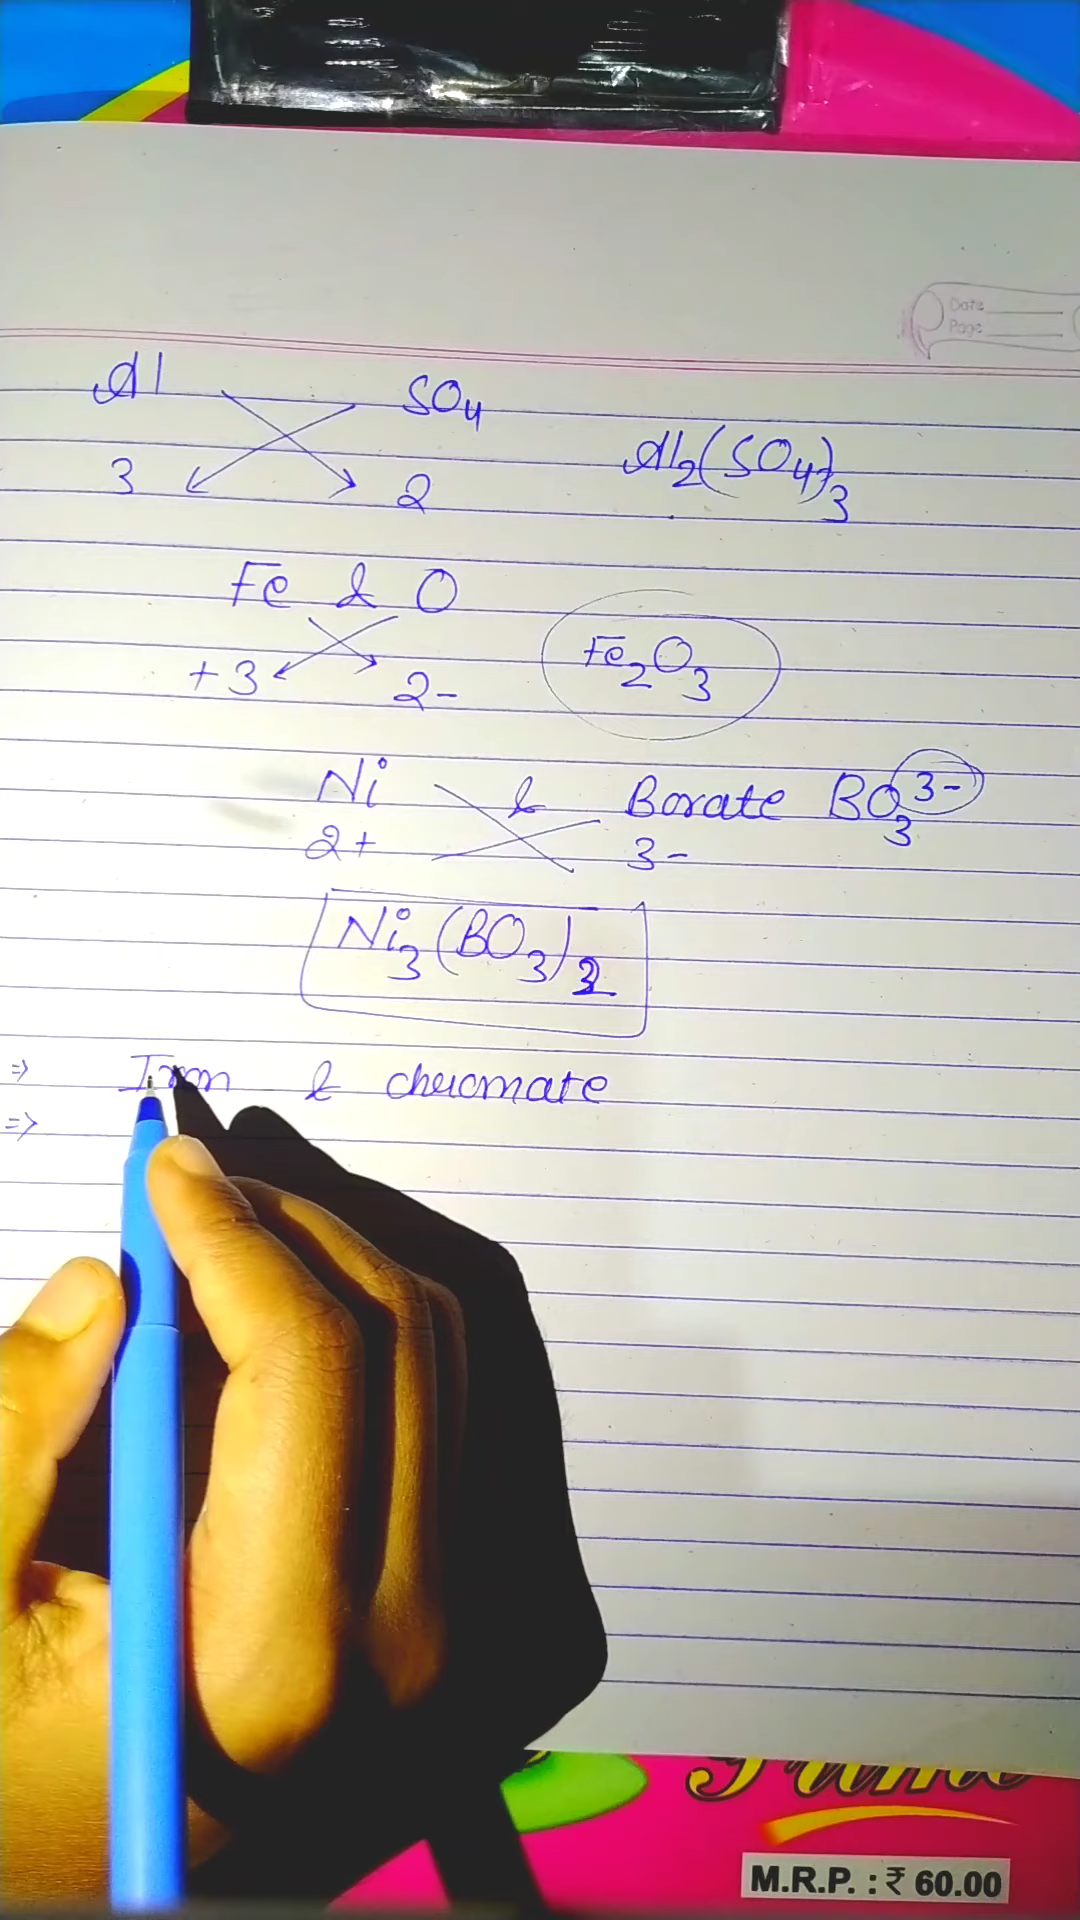 Date
Page
Al SO4
3 2 Al2(SO4)3
Fe & O
+3 2- Fe2O3
Ni & Borate BO3 3-
2+ 3-
Ni3(BO3)2
=> Iron & chromate
=>
M.R.P. : ₹ 60.00